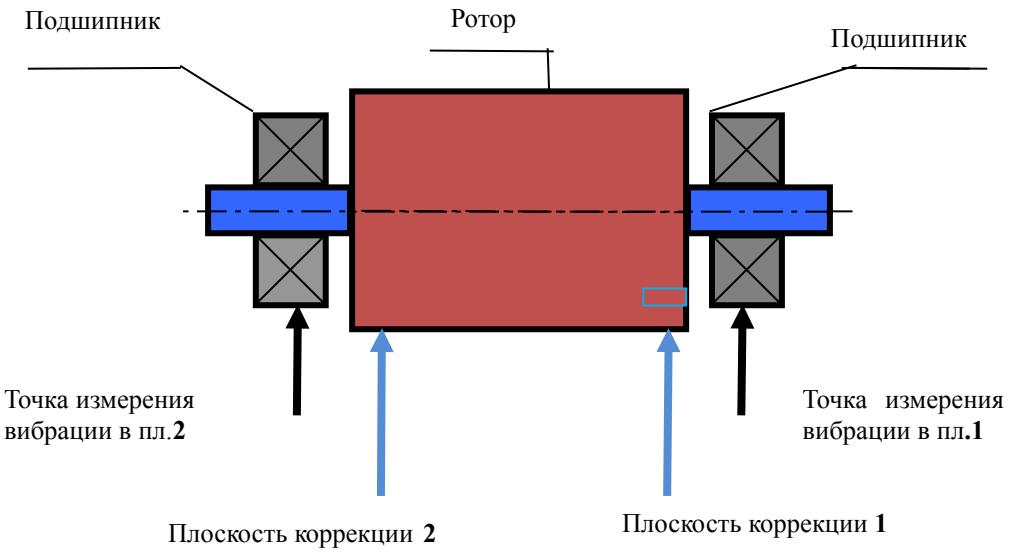 Подшипник
Ротор
Подшипник
Точка измерения
вибрации в пл.2
Точка измерения
вибрации в пл.1
Плоскость коррекции 2
Плоскость коррекции 1